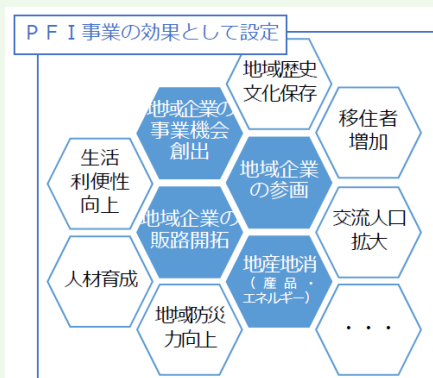 ＰＦＩ事業の効果として設定
地域歴史
文化保存
地域企業の
事業機会
創出
移住者
増加
生活
利便性
向上
地域企業
の参画
地域企業の
販路開拓
交流人口
拡大
人材育成
地産地消
（産品・
エネルギー）
地域防災
力向上
・・・